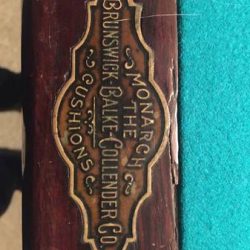 THE
MONARCH
BRUNSWICK-BALKE-COLLENDER CO.
CUSHIONS